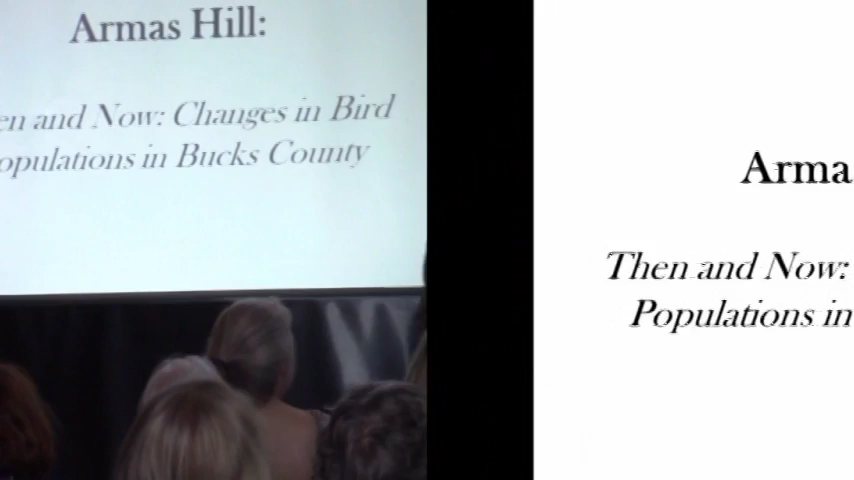 Armas Hill:
en and Now: Changes in Bird
opulations in Bucks County
Arma
Then and Now:
Populations in